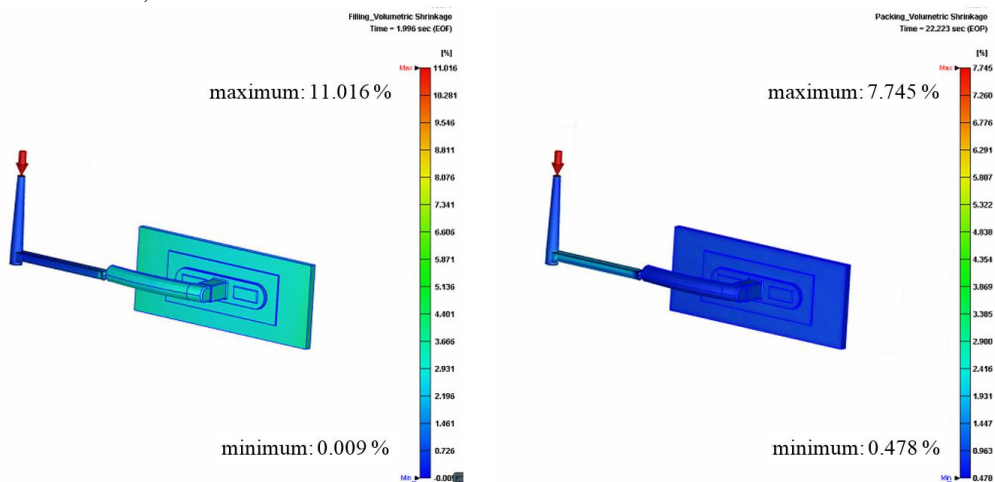 Filling_Volumetric Shrinkage
Time = 1.996 sec (EOF)
[%]
Max 11.016
maximum: 11.016 %
10.281
9.546
8.811
8.076
7.341
6.606
5.871
5.136
4.401
3.666
2.931
2.196
1.461
minimum: 0.009 %
0.726
Min -0.009
Packing_Volumetric Shrinkage
Time = 22.223 sec (EOP)
[%]
Max 7.745
maximum: 7.745 %
7.260
6.776
6.291
5.807
5.322
4.838
4.354
3.869
3.385
2.900
2.416
1.931
1.447
minimum: 0.478 %
0.963
Min 0.478